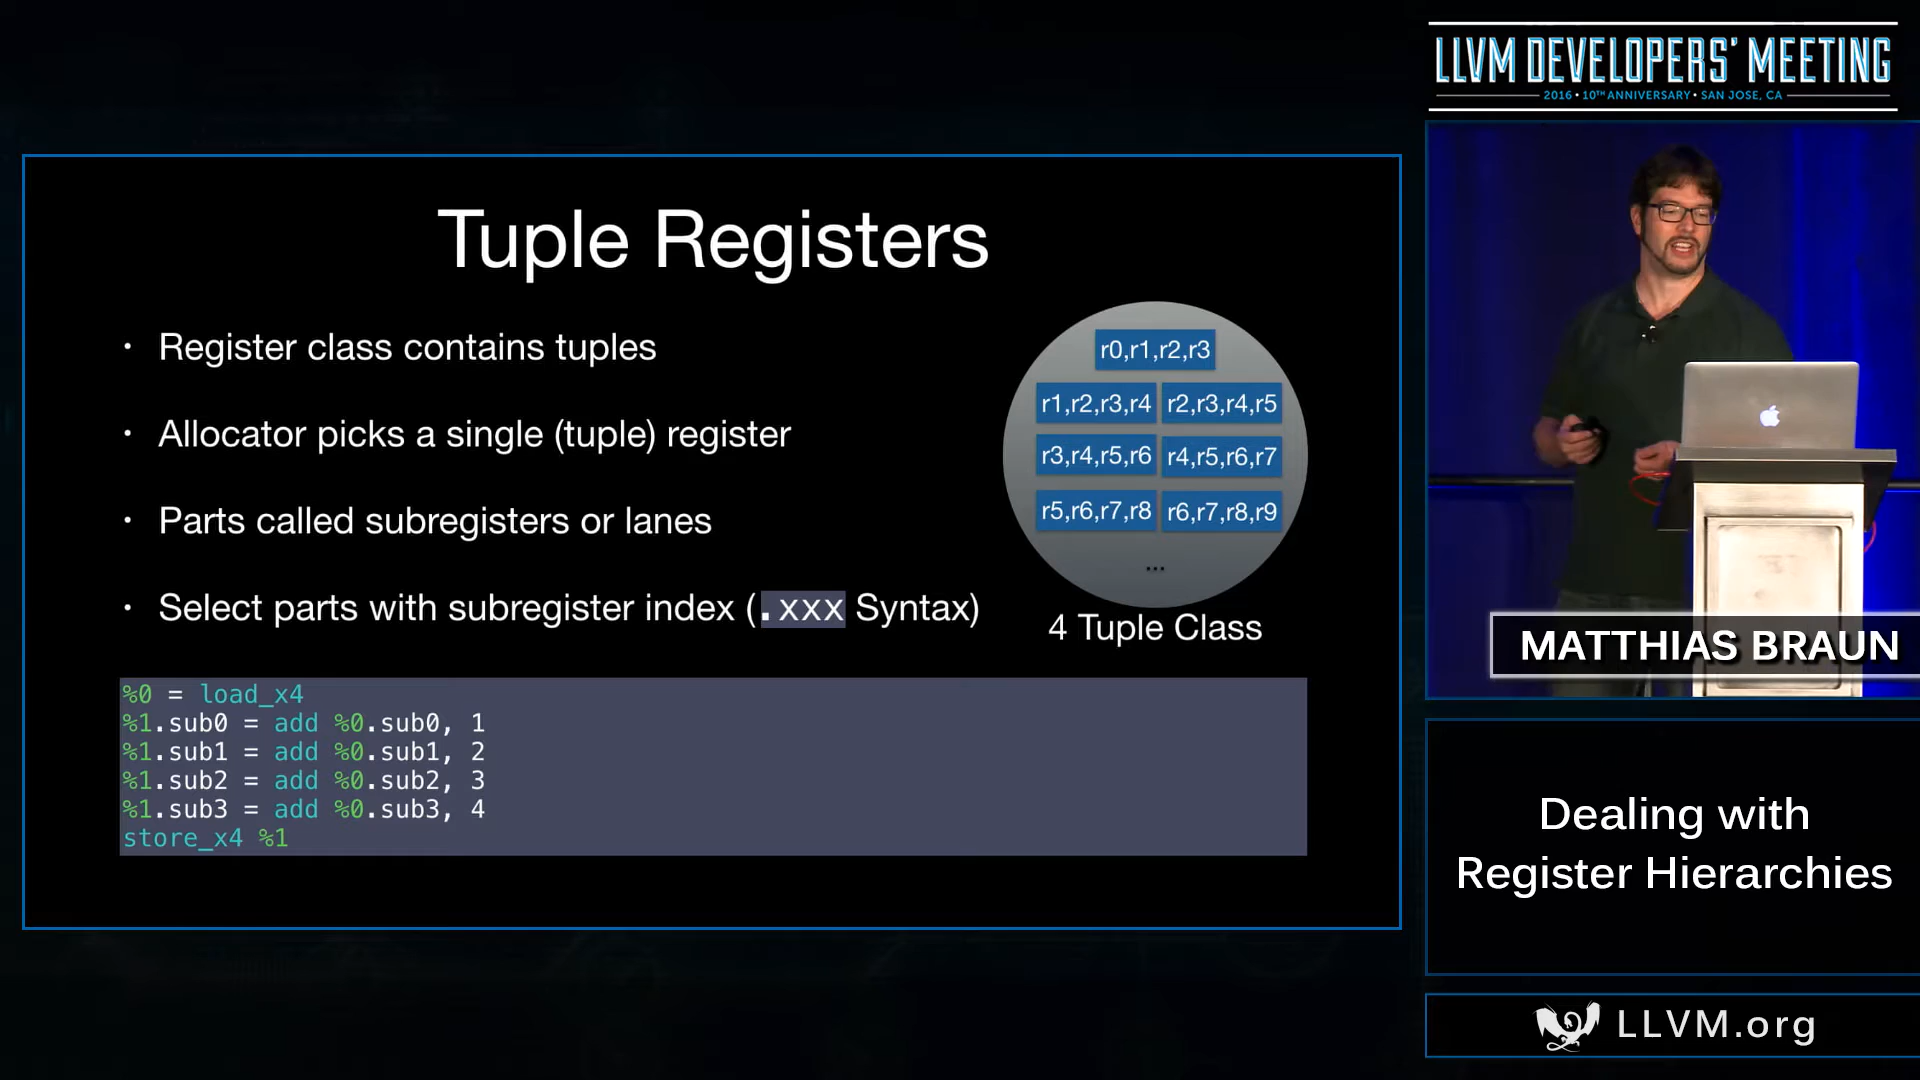 LLVM DEVELOPERS' MEETING
2016 • 10TH ANNIVERSARY • SAN JOSE, CA
Tuple Registers
• Register class contains tuples
• Allocator picks a single (tuple) register
• Parts called subregisters or lanes
• Select parts with subregister index (.xxx Syntax)
r0,r1,r2,r3
r1,r2,r3,r4 r2,r3,r4,r5
r3,r4,r5,r6 r4,r5,r6,r7
r5,r6,r7,r8 r6,r7,r8,r9
...
4 Tuple Class
%0 = load_x4
%1.sub0 = add %0.sub0, 1
%1.sub1 = add %0.sub1, 2
%1.sub2 = add %0.sub2, 3
%1.sub3 = add %0.sub3, 4
store_x4 %1
MATTHIAS BRAUN
Dealing with
Register Hierarchies
LLVM.org